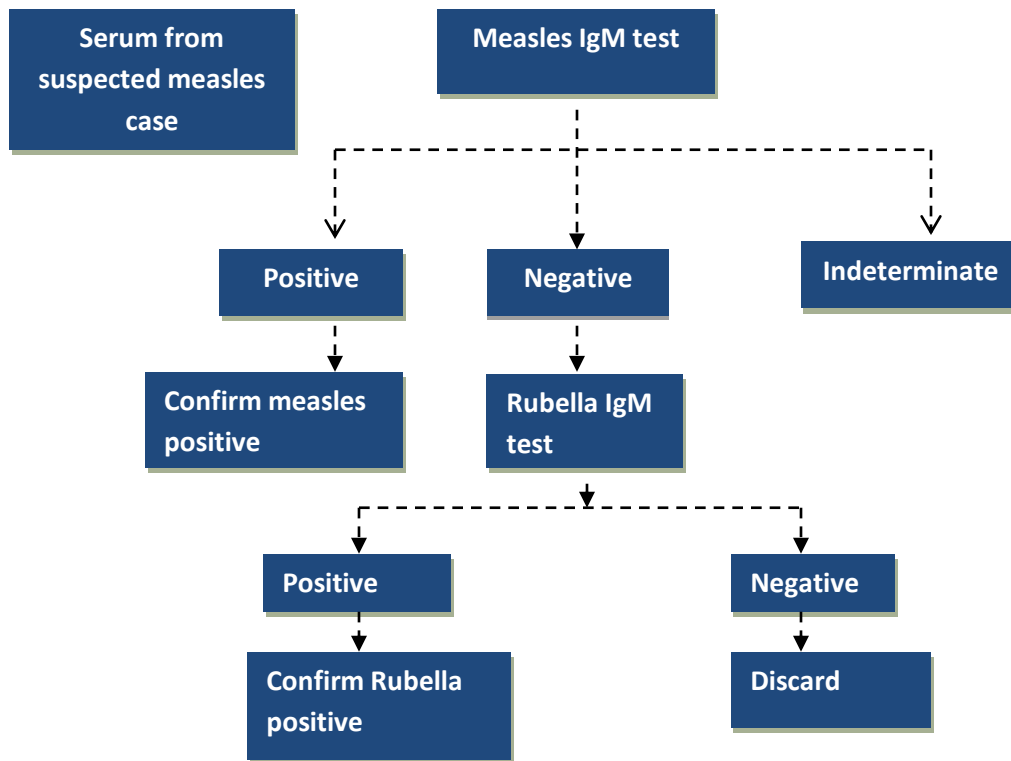 Serum from
suspected measles
case
Measles IgM test
Positive
Negative
Indeterminate
Confirm measles
positive
Rubella IgM
test
Positive
Negative
Confirm Rubella
positive
Discard